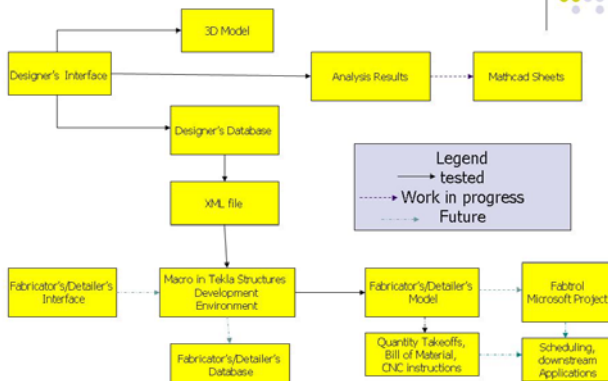 3D Model
Designer's Interface
Analysis Results
Mathcad Sheets
Designer's Database
Legend
tested
Work in progress
Future
XML file
Fabricator's/Detailer's
Interface
Macro in Tekla Structures
Development
Environment
Fabricator's/Detailer's
Model
Fabtrol
Microsoft Project
Fabricator's/Detailer's
Database
Quantity Takeoffs,
Bill of Material,
CNC instructions
Scheduling,
downstream
Applications